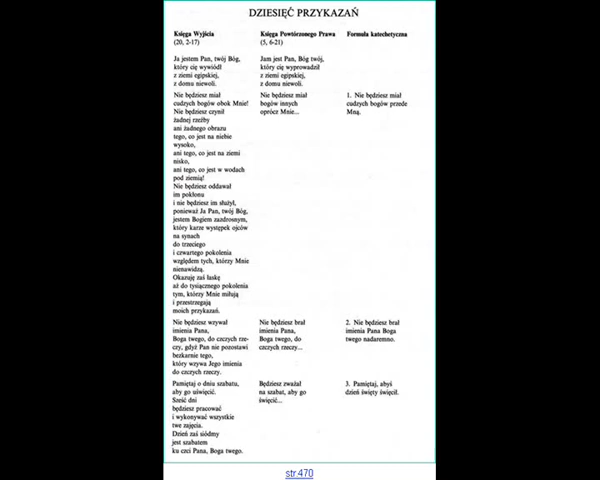 DZIESIĘĆ PRZYKAZAŃ
Księga Wyjścia
(20, 2-17)
Księga Powtórzonego Prawa
(5, 6-21)
Formuła katechetyczna
Ja jestem Pan, twój Bóg,
który cię wywiódł
z ziemi egipskiej,
z domu niewoli.
Jam jest Pan, Bóg twój,
który cię wyprowadził
z ziemi egipskiej,
z domu niewoli.
Nie będziesz miał
cudzych bogów obok Mnie!
Nie będziesz czynił
żadnej rzeźby
ani żadnego obrazu
tego, co jest na niebie
wysoko,
ani tego, co jest na ziemi
nisko,
ani tego, co jest w wodach
pod ziemią!
Nie będziesz oddawał
im pokłonu
i nie będziesz im służył,
ponieważ Ja Pan, twój Bóg,
jestem Bogiem zazdrosnym,
który karze występek ojców
na synach
do trzeciego
i czwartego pokolenia
względem tych, którzy Mnie
nienawidzą.
Okazuję zaś łaskę
aż do tysiącznego pokolenia
tym, którzy Mnie miłują
i przestrzegają
moich przykazań.
Nie będziesz miał
bogów innych
oprócz Mnie...
1. Nie będziesz miał
cudzych bogów przede
Mną.
Nie będziesz wzywał
imienia Pana,
Boga twego, do czczych rze-
czy, gdyż Pan nie pozostawi
bezkarnie tego,
który wzywa Jego imienia
do czczych rzeczy.
Nie będziesz brał
imienia Pana,
Boga twego, do
czczych rzeczy...
2. Nie będziesz brał
imienia Pana Boga
twego nadaremno.
Pamiętaj o dniu szabatu,
aby go uświęcić.
Sześć dni
będziesz pracować
i wykonywać wszystkie
twe zajęcia.
Dzień zaś siódmy
jest szabatem
ku czci Pana, Boga twego.
Będziesz zważał
na szabat, aby go
święcić...
3. Pamiętaj, abyś
dzień święty święcił.
str.470